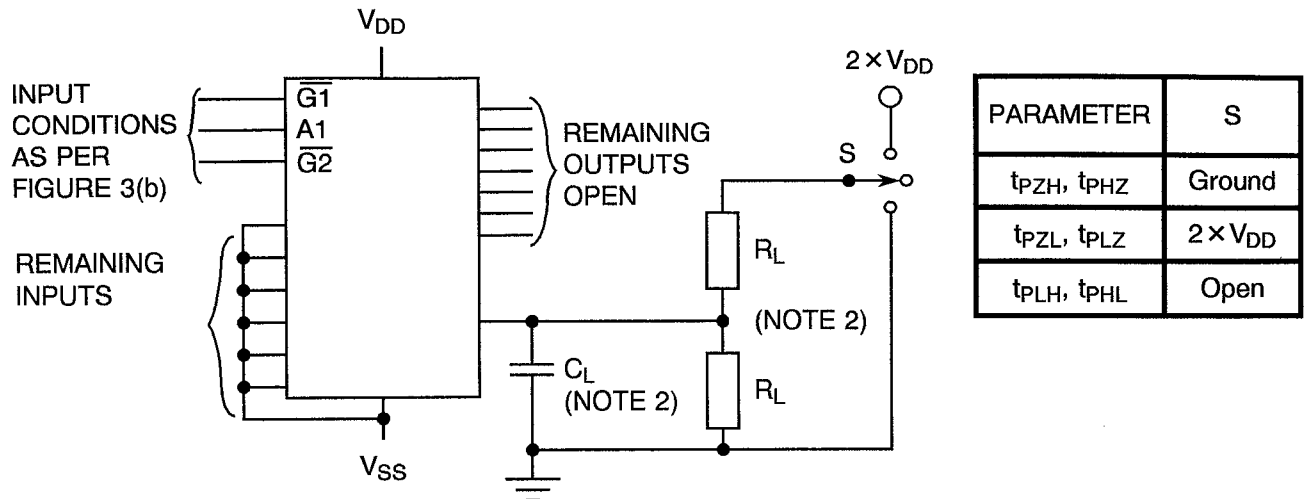 V_DD
INPUT
CONDITIONS
AS PER
FIGURE 3(b)
G1
A1
G2
REMAINING
OUTPUTS
OPEN
REMAINING
INPUTS
V_SS
C_L
(NOTE 2)
2×V_DD
S
R_L
(NOTE 2)
R_L
PARAMETER S
t_PZH, t_PHZ Ground
t_PZL, t_PLZ 2×V_DD
t_PLH, t_PHL Open